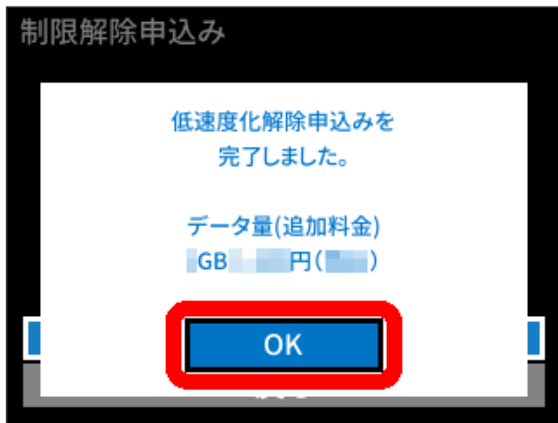 制限解除申込み
低速度化解除申込みを
完了しました。
データ量(追加料金)
GB 円( )
OK